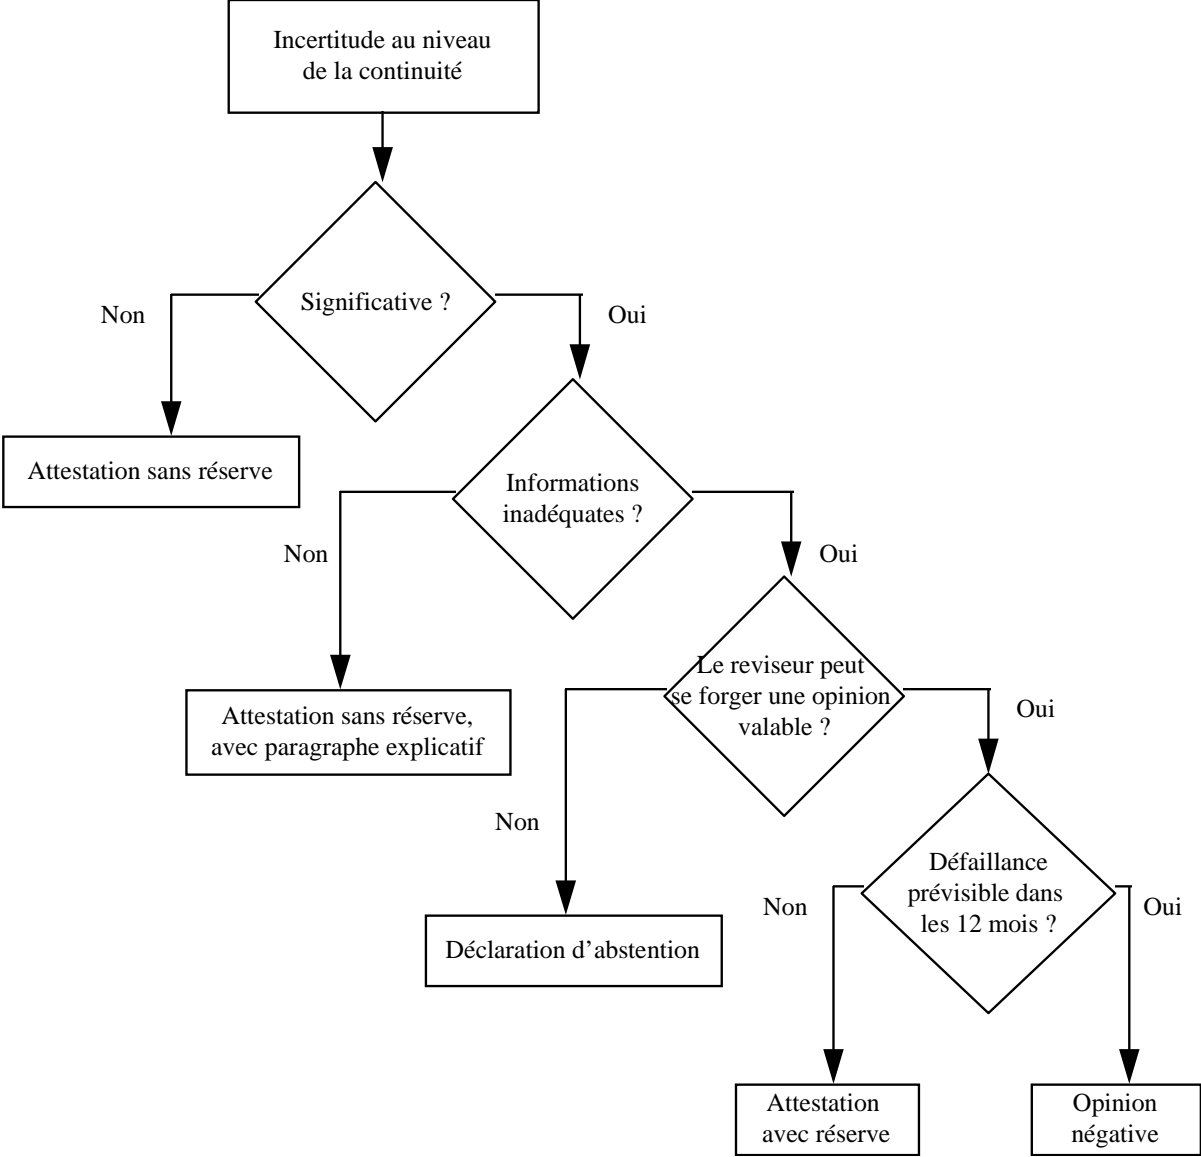 Incertitude au niveau
de la continuité
Significative ?
Non
Oui
Attestation sans réserve
Informations
inadéquates ?
Non
Oui
Le reviseur peut
se forger une opinion
valable ?
Attestation sans réserve,
avec paragraphe explicatif
Oui
Non
Défaillance
prévisible dans
les 12 mois ?
Non
Oui
Déclaration d’abstention
Attestation
avec réserve
Opinion
négative